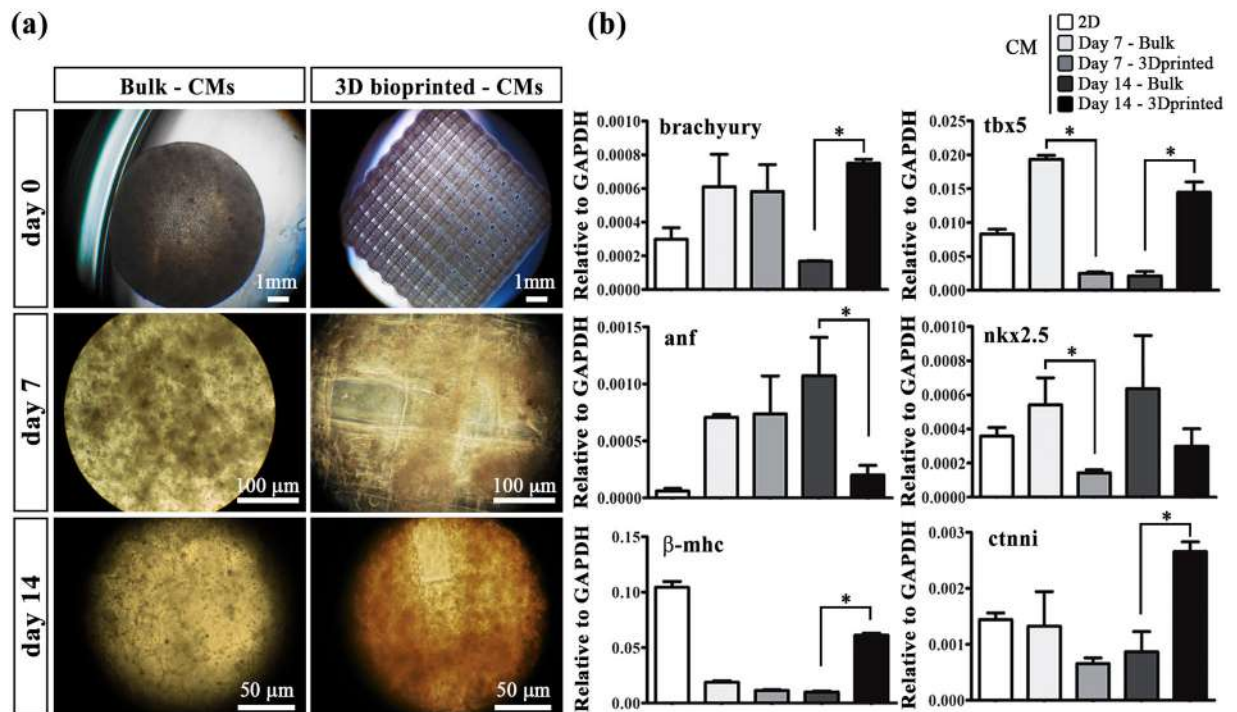 (a)
Bulk - CMs
3D bioprinted - CMs
day 0
1mm
1mm
day 7
100 μm
100 μm
day 14
50 μm
50 μm
(b)
CM
2D
Day 7 - Bulk
Day 7 - 3Dprinted
Day 14 - Bulk
Day 14 - 3Dprinted
brachyury
Relative to GAPDH
0.0010
0.0008
0.0006
0.0004
0.0002
0.0000
*
tbx5
Relative to GAPDH
0.025
0.020
0.015
0.010
0.005
0.000
*
*
anf
Relative to GAPDH
0.0015
0.0010
0.0005
0.0000
*
nkx2.5
Relative to GAPDH
0.0010
0.0008
0.0006
0.0004
0.0002
0.0000
*
β-mhc
Relative to GAPDH
0.15
0.10
0.05
0.00
*
ctnni
Relative to GAPDH
0.003
0.002
0.001
0.000
*